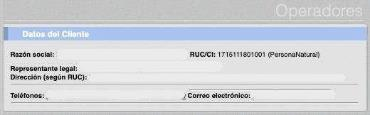 Operadores
Datos del Cliente
Razón social: RUC/CI: 1716111801001 (PersonaNatural)
Representante legal:
Dirección (según RUC):
Teléfonos: Correo electrónico: